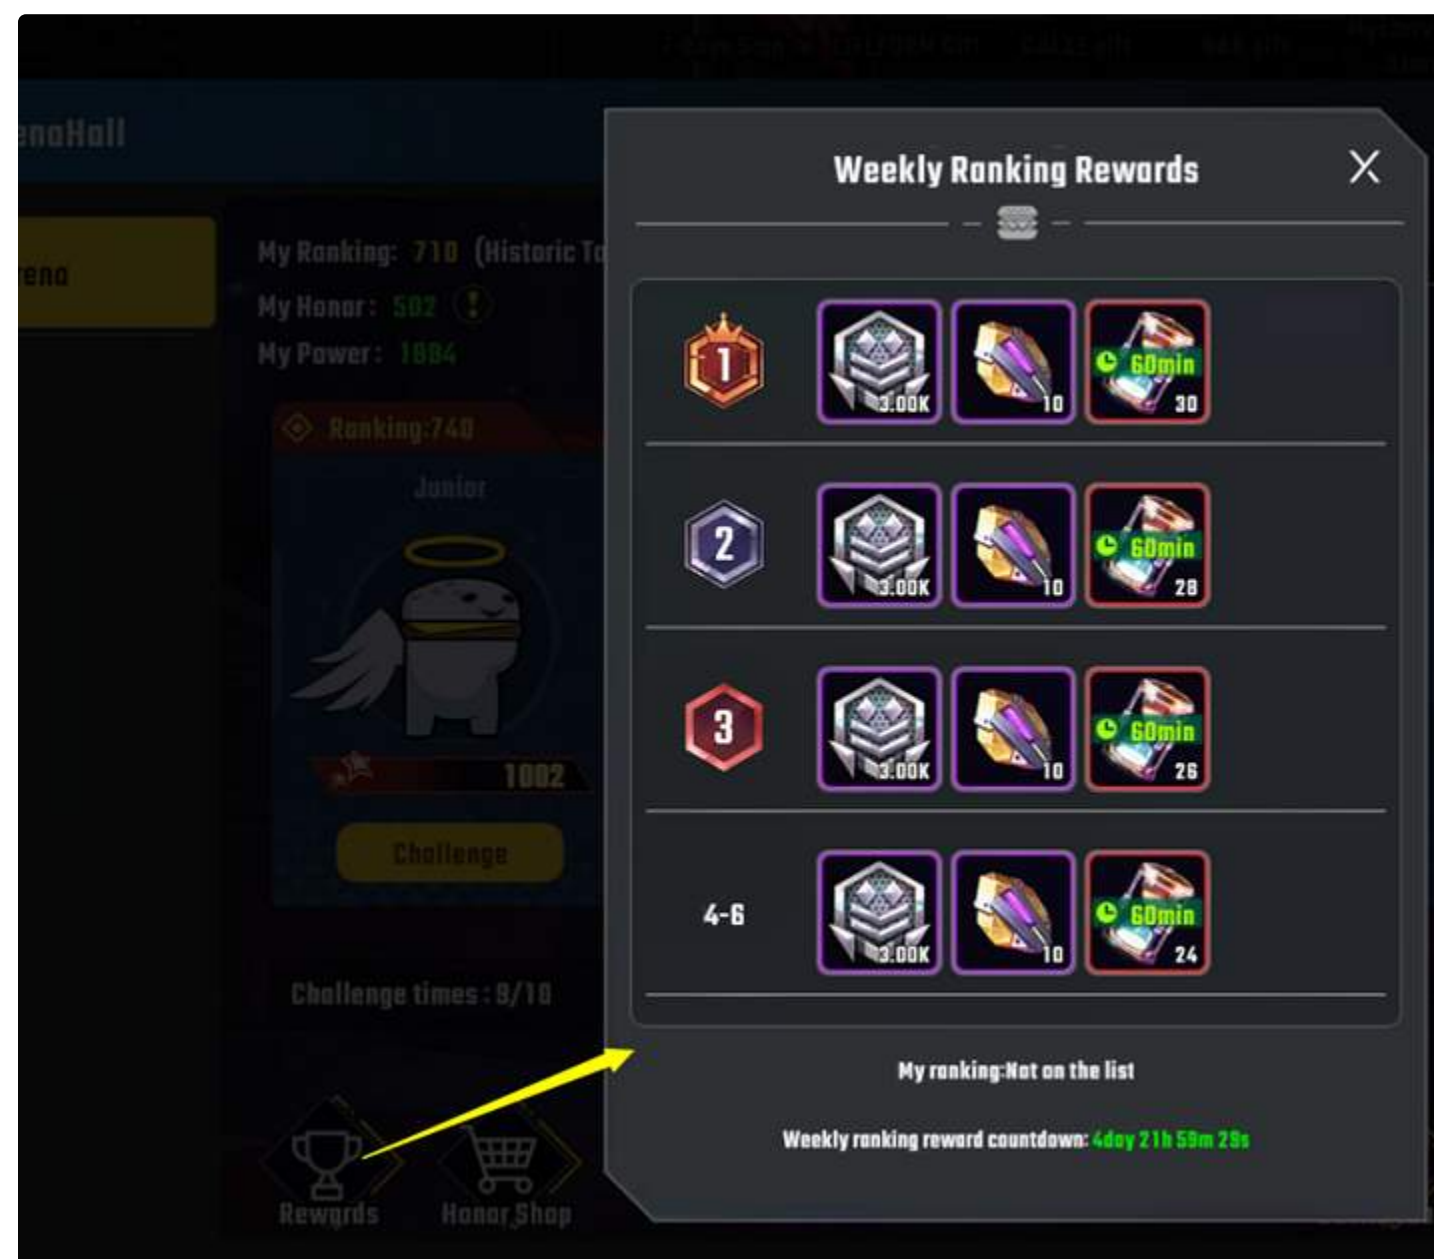 enaHall
Weekly Ranking Rewards
rena
My Ranking: 710 (Historic To
My Honor: 502
My Power: 1884
1
3.00K
10
60min
30
Ranking:740
Junior
2
3.00K
10
60min
28
3
3.00K
10
60min
26
1002
Challenge
4-6
3.00K
10
60min
24
Challenge times: 9/10
My ranking:Not on the list
Weekly ranking reward countdown: 4day 21h 59m 29s
Rewards
Honor Shop